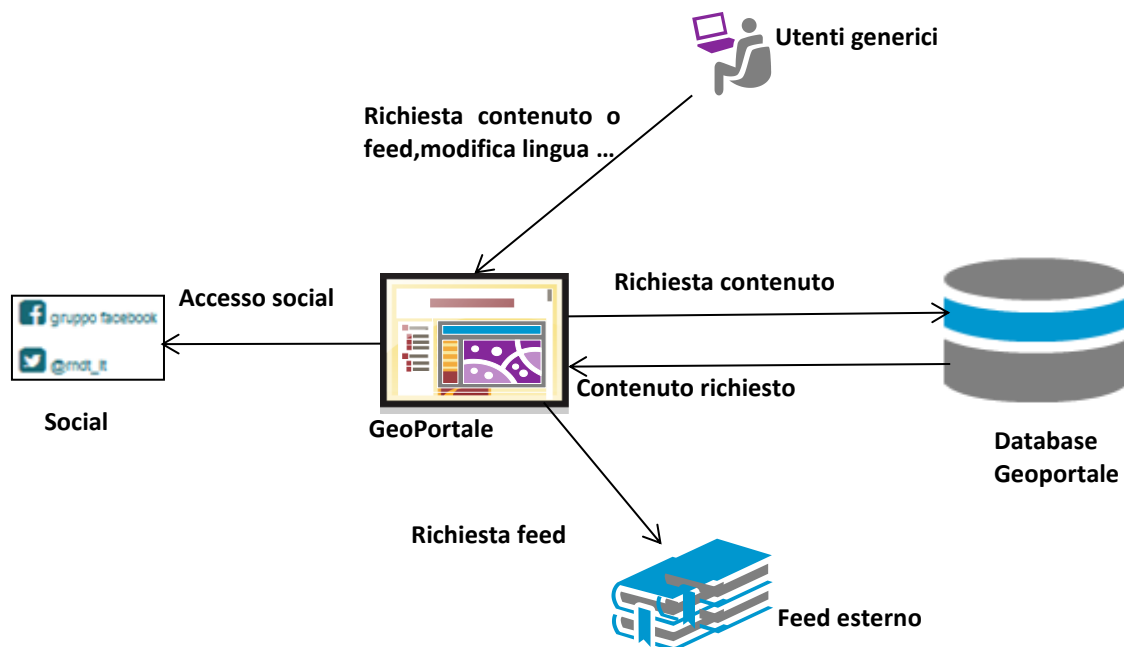 Utenti generici
Richiesta contenuto o
feed,modifica lingua ...
Richiesta contenuto
Accesso social
gruppo facebook
@rndt_it
Contenuto richiesto
Social
GeoPortale
Database
Geoportale
Richiesta feed
Feed esterno